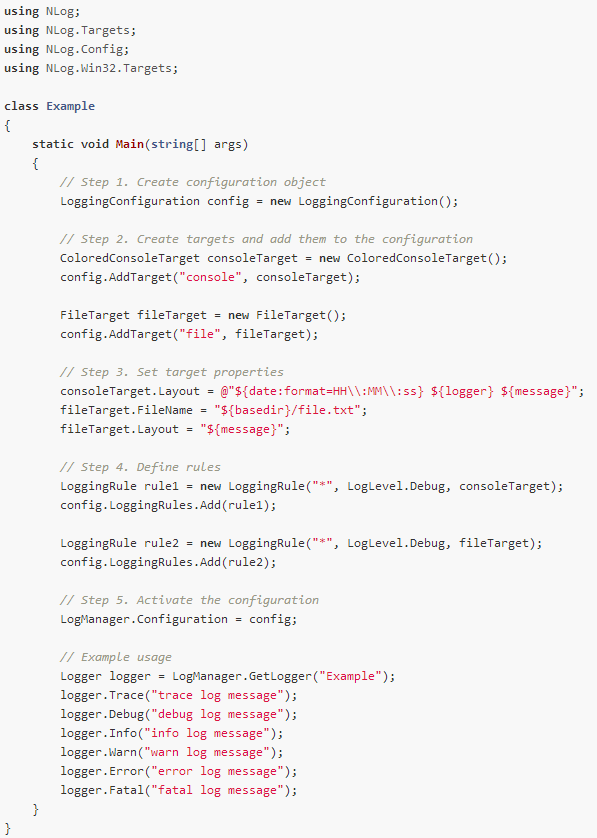 using NLog;
using NLog.Targets;
using NLog.Config;
using NLog.Win32.Targets;

class Example
{
    static void Main(string[] args)
    {
        // Step 1. Create configuration object
        LoggingConfiguration config = new LoggingConfiguration();

        // Step 2. Create targets and add them to the configuration
        ColoredConsoleTarget consoleTarget = new ColoredConsoleTarget();
        config.AddTarget("console", consoleTarget);

        FileTarget fileTarget = new FileTarget();
        config.AddTarget("file", fileTarget);

        // Step 3. Set target properties
        consoleTarget.Layout = @"${date:format=HH\\:MM\\:ss} ${logger} ${message}";
        fileTarget.FileName = "${basedir}/file.txt";
        fileTarget.Layout = "${message}";

        // Step 4. Define rules
        LoggingRule rule1 = new LoggingRule("*", LogLevel.Debug, consoleTarget);
        config.LoggingRules.Add(rule1);

        LoggingRule rule2 = new LoggingRule("*", LogLevel.Debug, fileTarget);
        config.LoggingRules.Add(rule2);

        // Step 5. Activate the configuration
        LogManager.Configuration = config;

        // Example usage
        Logger logger = LogManager.GetLogger("Example");
        logger.Trace("trace log message");
        logger.Debug("debug log message");
        logger.Info("info log message");
        logger.Warn("warn log message");
        logger.Error("error log message");
        logger.Fatal("fatal log message");
    }
}